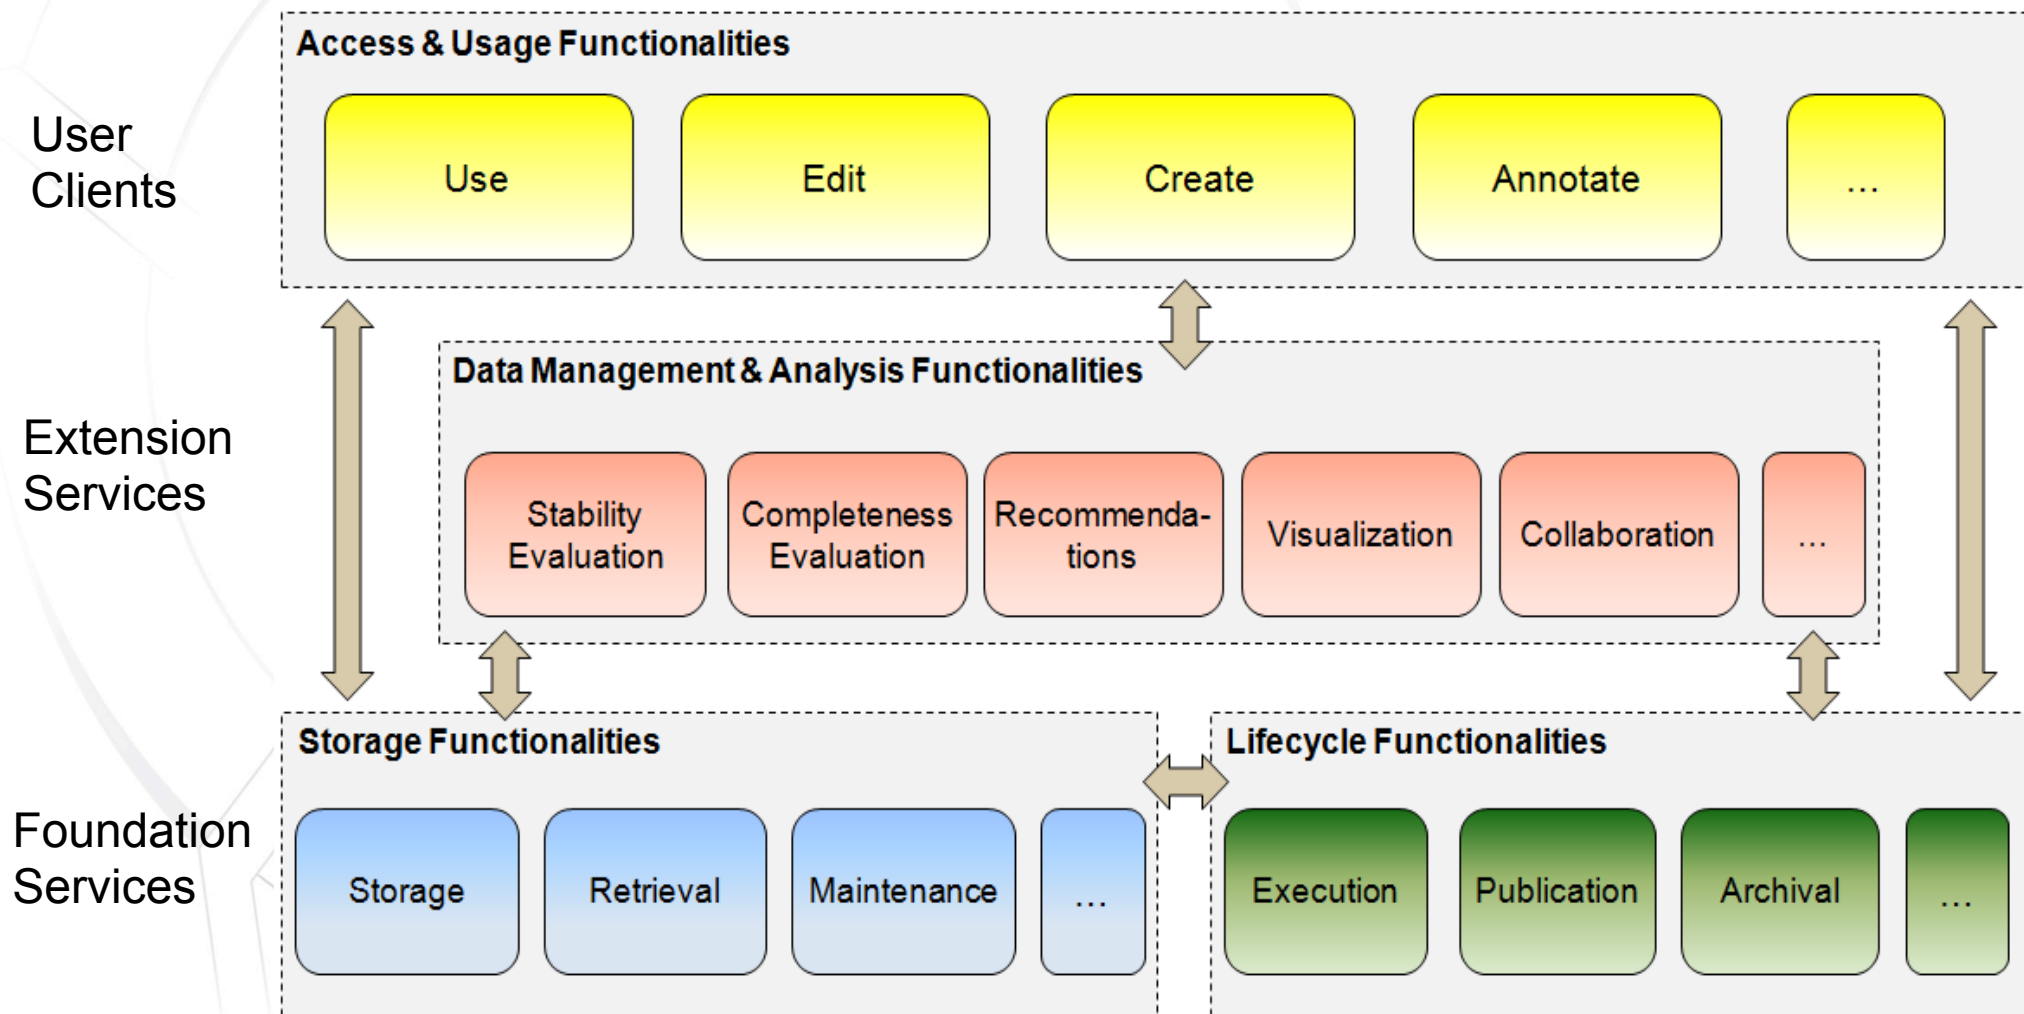 Access & Usage Functionalities
User
Clients
Use
Edit
Create
Annotate
...
Data Management & Analysis Functionalities
Extension
Services
Stability
Evaluation
Completeness
Evaluation
Recommenda-
tions
Visualization
Collaboration
...
Storage Functionalities
Lifecycle Functionalities
Foundation
Services
Storage
Retrieval
Maintenance
...
Execution
Publication
Archival
...